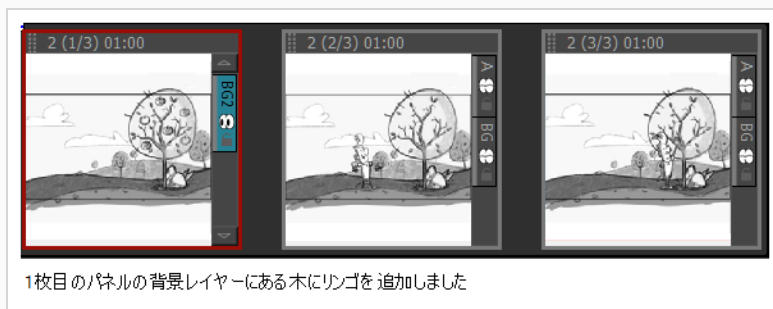 2 (1/3) 01:00
BG2
2 (2/3) 01:00
A
BG
2 (3/3) 01:00
A
BG
1枚目のパネルの背景レイヤーにある木にリンゴを追加しました